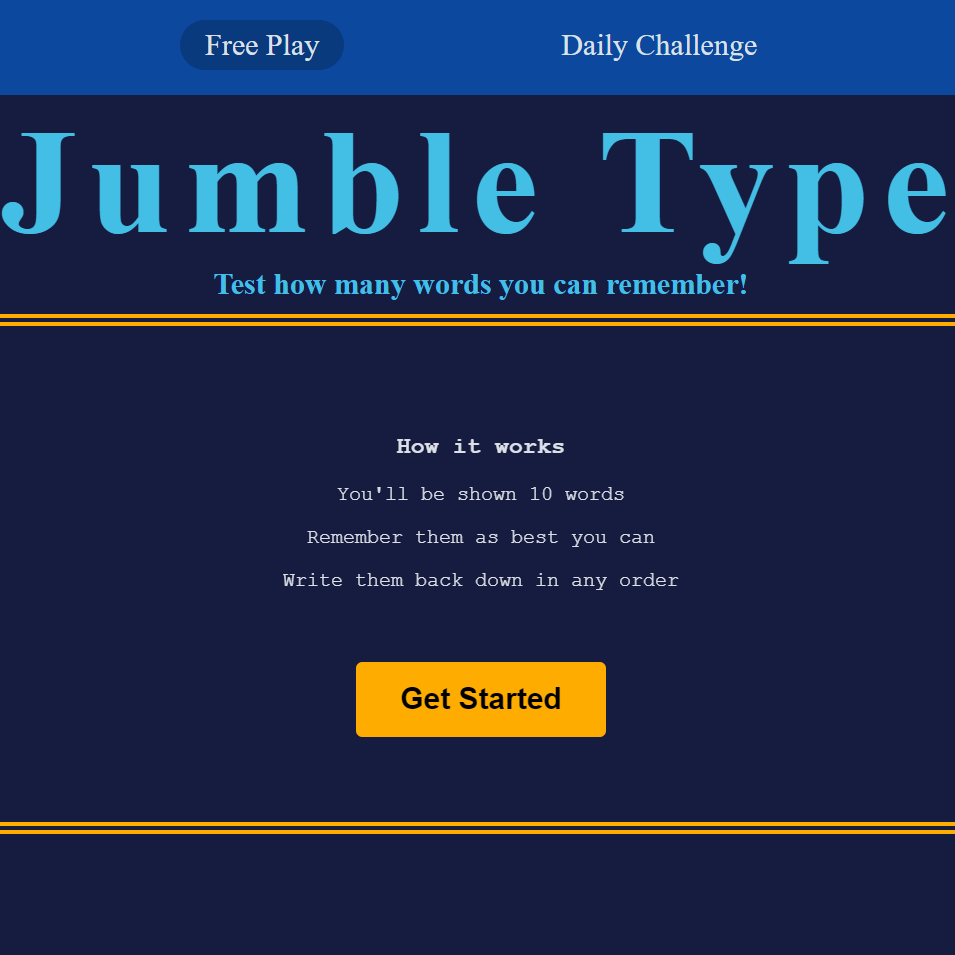 Free Play Daily Challenge
Jumble Type
Test how many words you can remember!
How it works
You'll be shown 10 words
Remember them as best you can
Write them back down in any order
Get Started